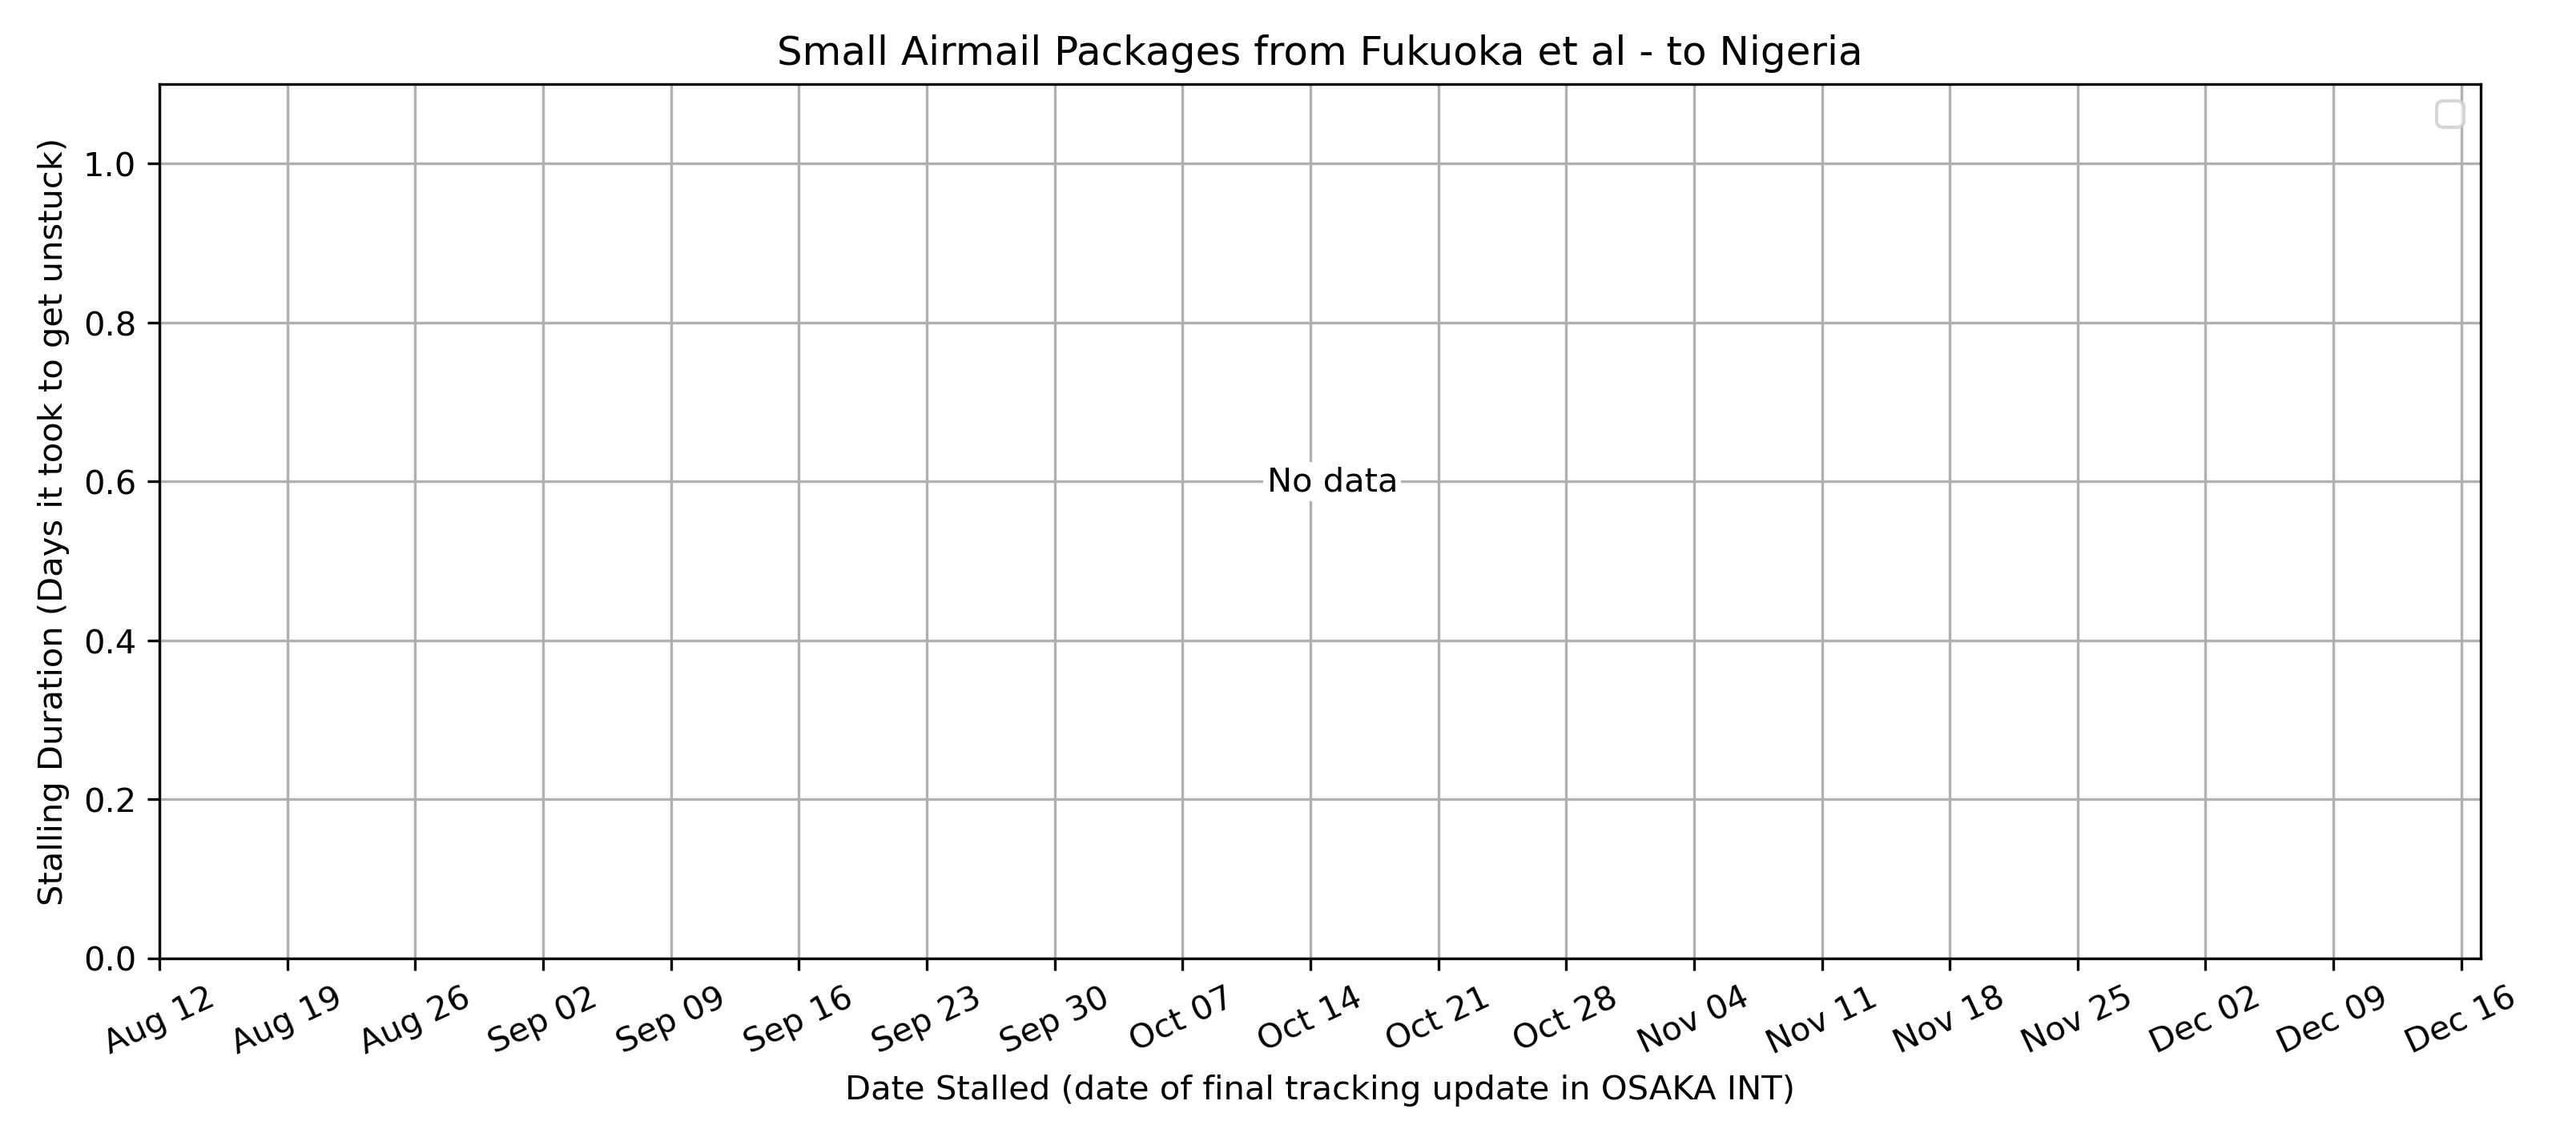 Small Airmail Packages from Fukuoka et al - to Nigeria
Stalling Duration (Days it took to get unstuck)
1.0
0.8
0.6
0.4
0.2
0.0
No data
Aug 12 Aug 19 Aug 26 Sep 02 Sep 09 Sep 16 Sep 23 Sep 30 Oct 07 Oct 14 Oct 21 Oct 28 Nov 04 Nov 11 Nov 18 Nov 25 Dec 02 Dec 09 Dec 16
Date Stalled (date of final tracking update in OSAKA INT)